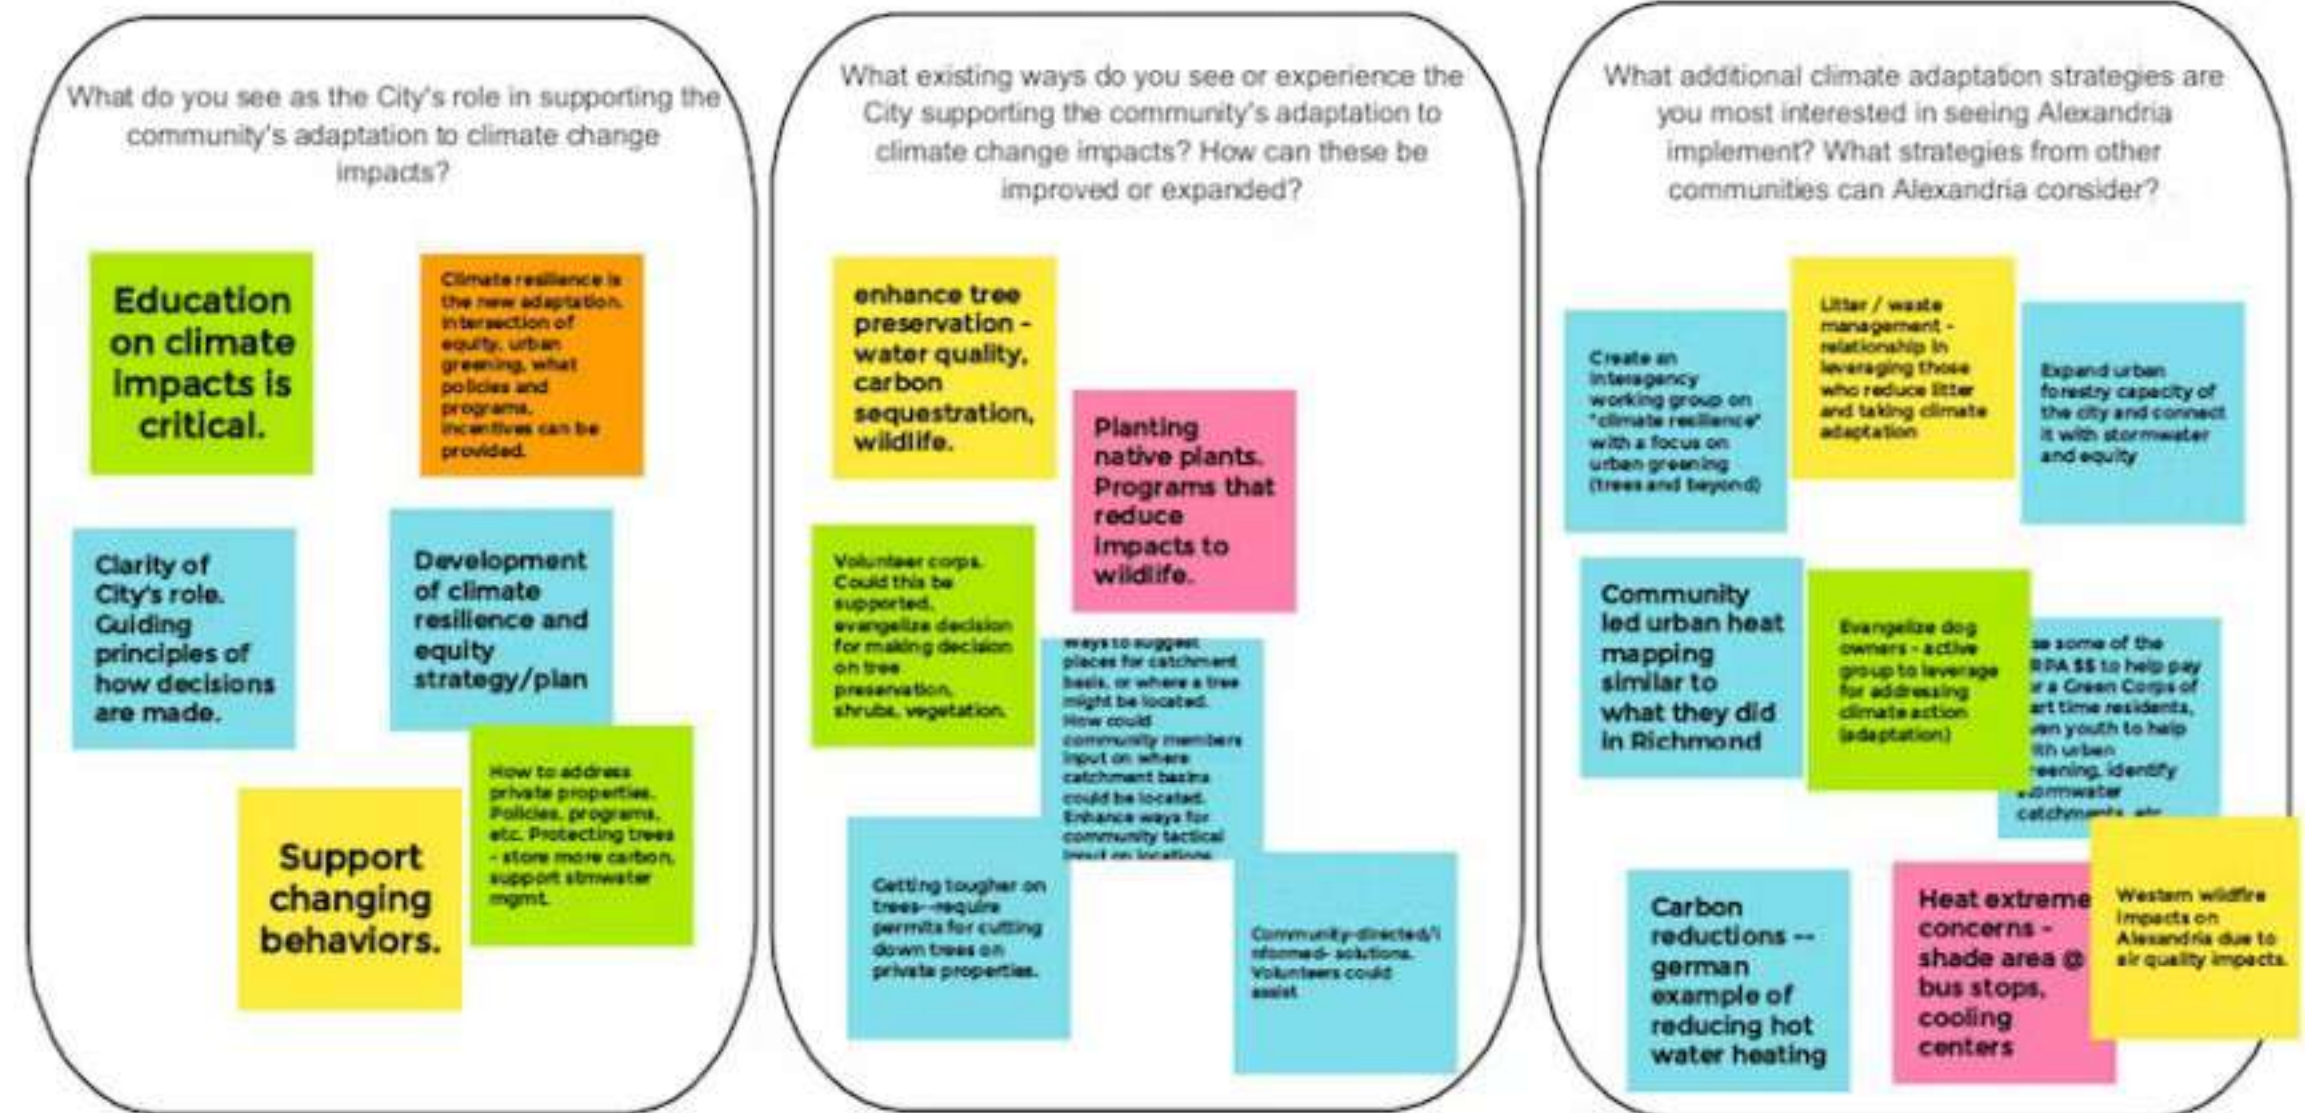 What do you see as the City's role in supporting the
community's adaptation to climate change
impacts?
Education
on climate
impacts is
critical.
Climate resilience is
the new adaptation.
Intersection of
equity, urban
greening, what
policies and
programs,
incentives can be
provided.
Clarity of
City's role.
Guiding
principles of
how decisions
are made.
Development
of climate
resilience and
equity
strategy/plan
Support
changing
behaviors.
How to address
private properties.
Policies, programs,
etc. Protecting trees
- store more carbon,
support stmwater
mgmt.
What existing ways do you see or experience the
City supporting the community's adaptation to
climate change impacts? How can these be
improved or expanded?
enhance tree
preservation -
water quality,
carbon
sequestration,
wildlife.
Planting
native plants.
Programs that
reduce
impacts to
wildlife.
Volunteer corps.
Could this be
supported,
evangelize decision
for making decision
on tree
preservation,
shrubs, vegetation.
Ways to suggest
places for catchment
basis, or where a tree
might be located.
How could
community members
input on where
catchment basins
could be located.
Enhance ways for
community tactical
input on locations
Getting tougher on
trees--require
permits for cutting
down trees on
private properties.
Community-directed/i
nformed- solutions.
Volunteers could
assist
What additional climate adaptation strategies are
you most interested in seeing Alexandria
implement? What strategies from other
communities can Alexandria consider?
Create an
interagency
working group on
"climate resilience"
with a focus on
urban greening
(trees and beyond)
Litter / waste
management -
relationship in
leveraging those
who reduce litter
and taking climate
adaptation
Expand urban
forestry capacity of
the city and connect
it with stormwater
and equity
Community
led urban heat
mapping
similar to
what they did
in Richmond
Evangelize dog
owners - active
group to leverage
for addressing
climate action
(adaptation)
se some of the
RPA $$ to help pay
r a Green Corps of
art time residents,
ven youth to help
ith urban
reening, identify
ormwater
catchments, etc
Carbon
reductions --
german
example of
reducing hot
water heating
Heat extreme
concerns -
shade area @
bus stops,
cooling
centers
Western wildfire
impacts on
Alexandria due to
air quality impacts.